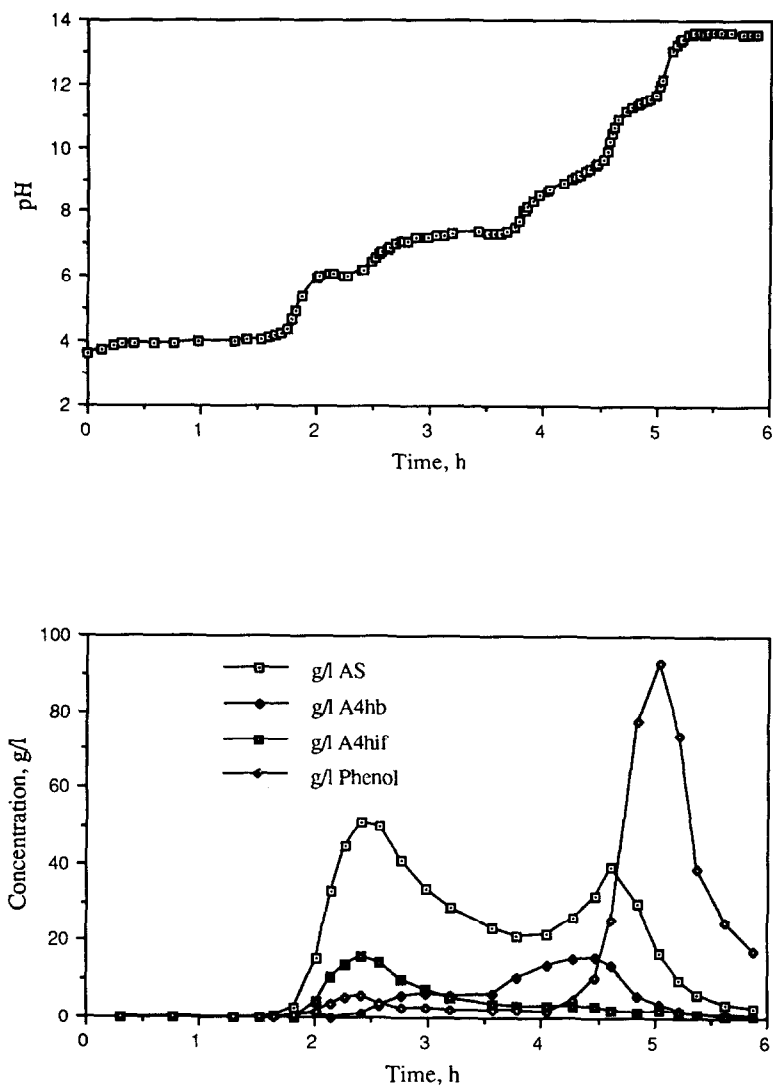 14
12
10
8
6
4
2
pH
0 1 2 3 4 5 6
Time, h
100
80
60
40
20
0
Concentration, g/l
g/l AS
g/l A4hb
g/l A4hif
g/l Phenol
0 1 2 3 4 5 6
Time, h